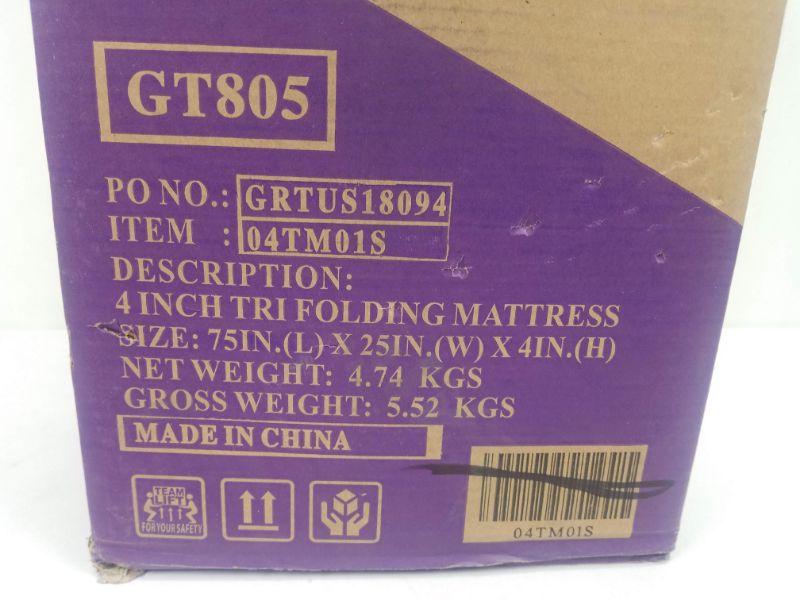 GT805
PO NO.: GRTUS18094
ITEM : 04TM01S
DESCRIPTION:
4 INCH TRI FOLDING MATTRESS
SIZE: 75IN.(L) X 25IN.(W) X 4IN.(H)
NET WEIGHT: 4.74 KGS
GROSS WEIGHT: 5.52 KGS
MADE IN CHINA
TEAM
LIFT
FOR YOUR SAFETY
04TM01S